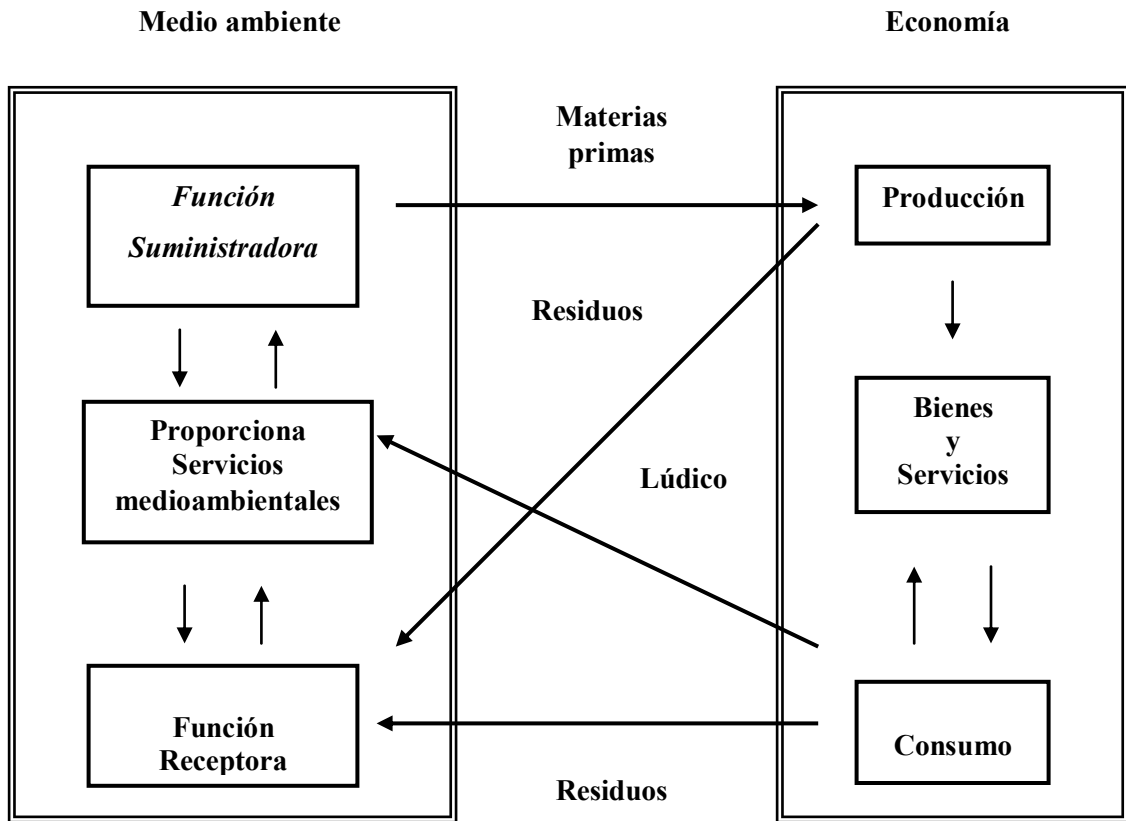 Medio ambiente
Economía
Materias
primas
Función
Suministradora
Producción
Residuos
Proporciona
Servicios
medioambientales
Bienes
y
Servicios
Lúdico
Función
Receptora
Consumo
Residuos